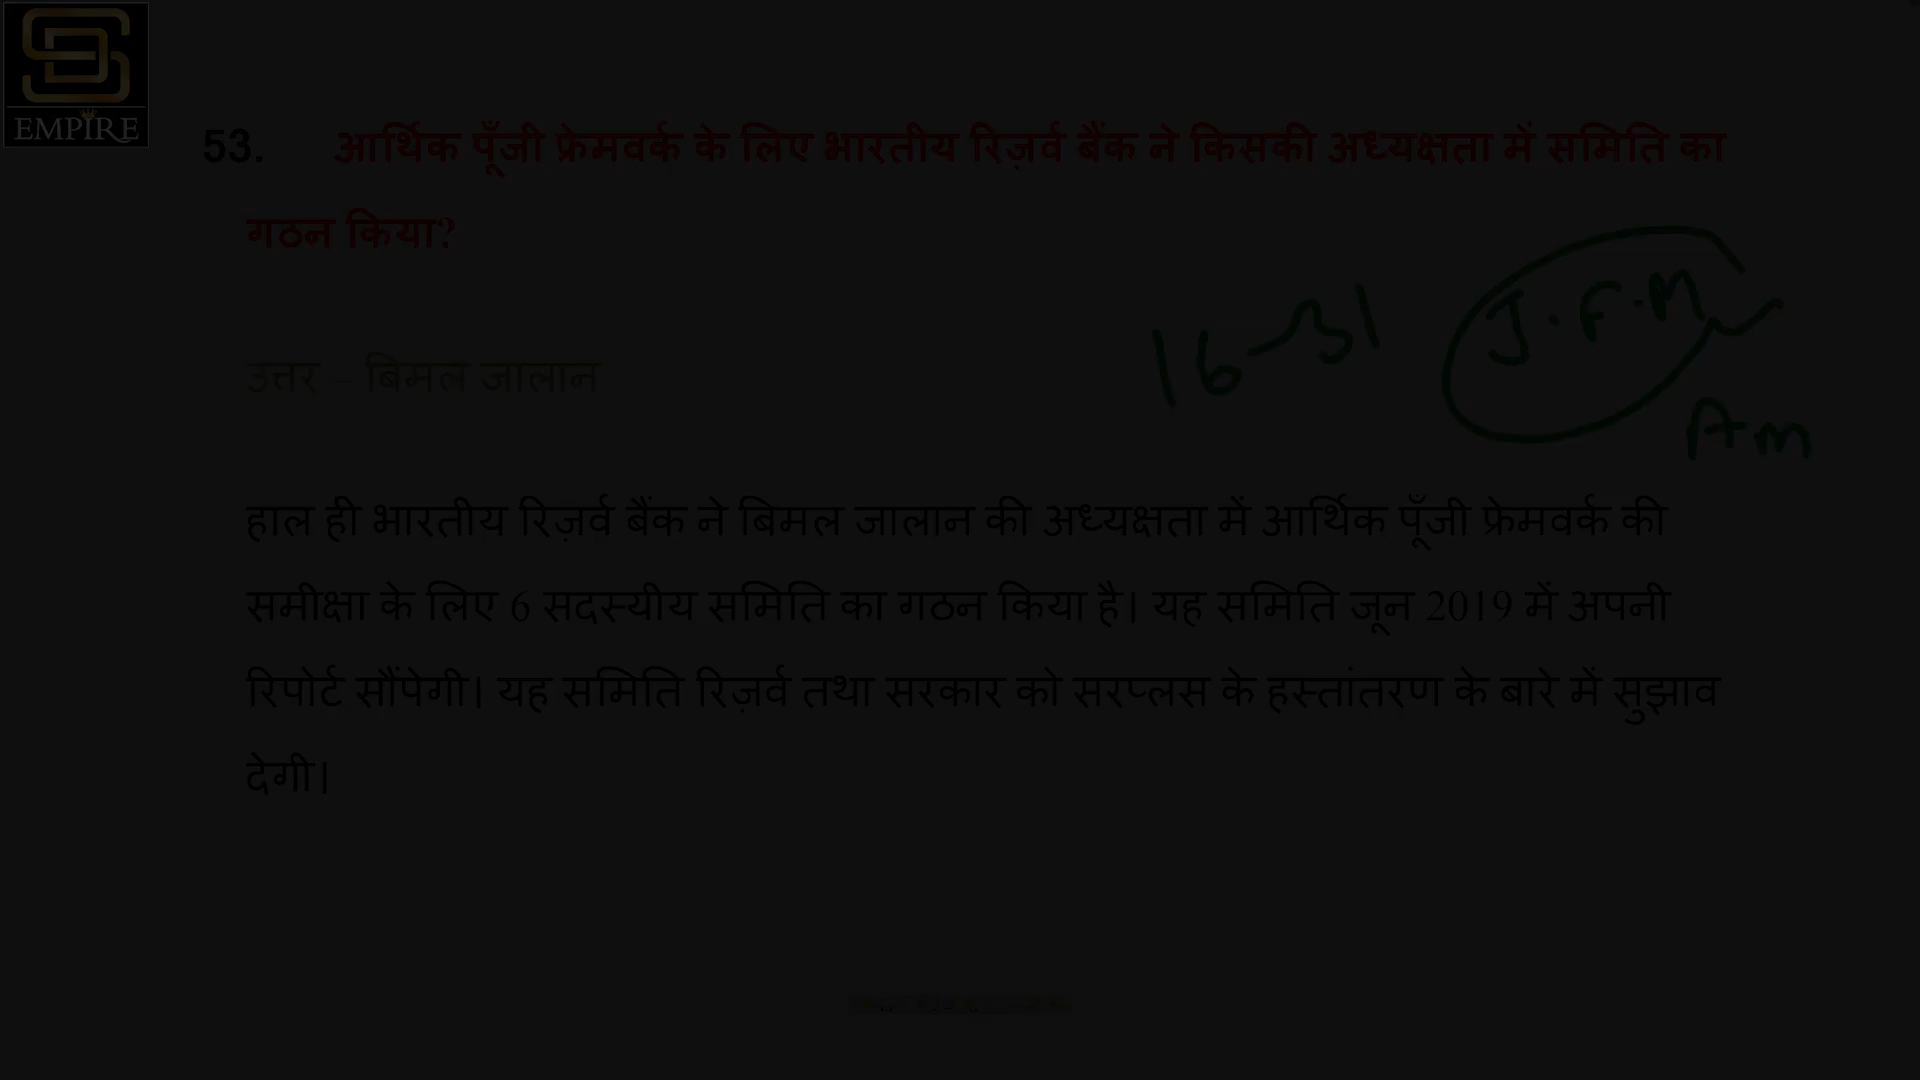 EMPIRE
53. आर्थिक पूँजी फ्रेमवर्क के लिए भारतीय रिज़र्व बैंक ने किसकी अध्यक्षता में समिति का
गठन किया?
16-31 J.F.M
उत्तर – बिमल जालान
A m
हाल ही भारतीय रिज़र्व बैंक ने बिमल जालान की अध्यक्षता में आर्थिक पूँजी फ्रेमवर्क की
समीक्षा के लिए 6 सदस्यीय समिति का गठन किया है। यह समिति जून 2019 में अपनी
रिपोर्ट सौंपेगी। यह समिति रिज़र्व तथा सरकार को सरप्लस के हस्तांतरण के बारे में सुझाव
देगी।